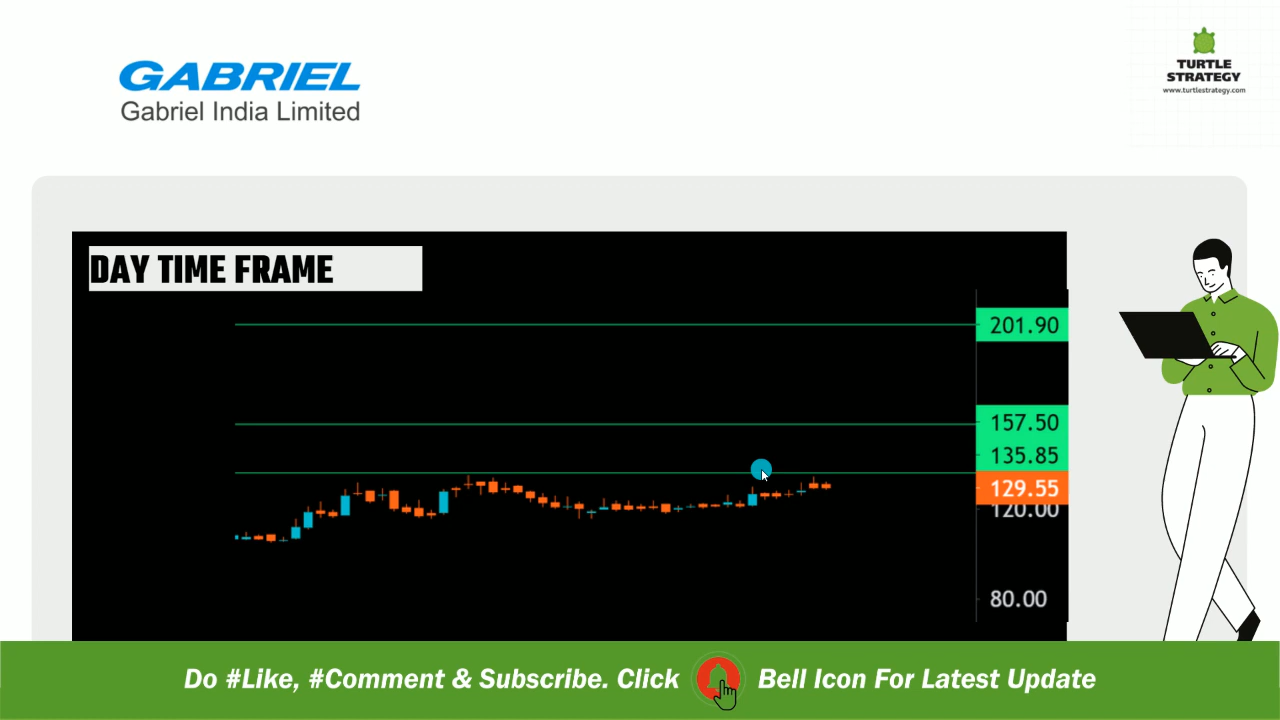 GABRIEL
Gabriel India Limited
TURTLE
STRATEGY
www.turtlestrategy.com
DAY TIME FRAME
201.90
157.50
135.85
129.55
120.00
80.00
Do #Like, #Comment & Subscribe. Click Bell Icon For Latest Update